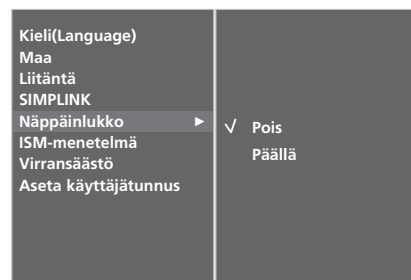 Kieli(Language)
Maa
Liitäntä
SIMPLINK
Näppäinlukko ►
ISM-menetelmä
Virransäästö
Aseta käyttäjätunnus
√ Pois
Päällä